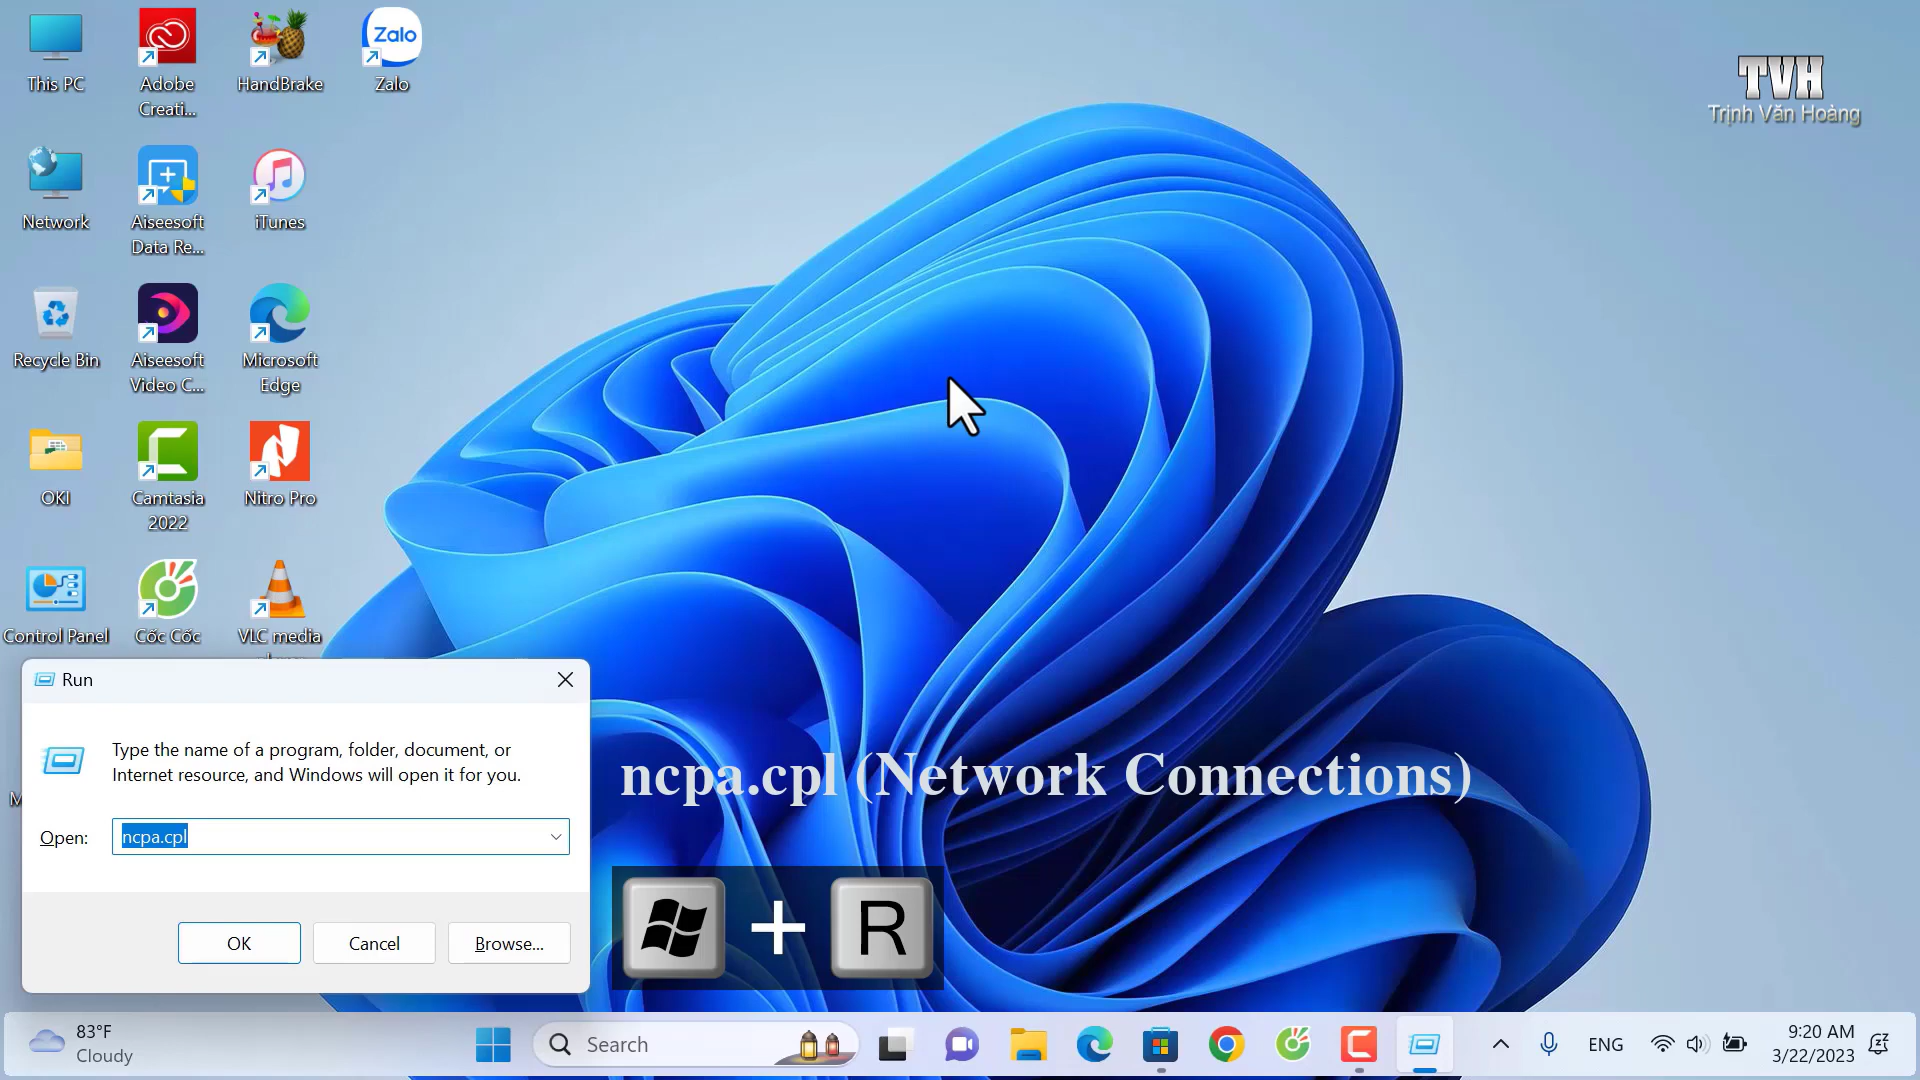 This PC
Adobe
Creati...
HandBrake
Zalo
Zalo
TVH
Trịnh Văn Hoàng
Network
Aiseesoft
Data Re...
iTunes
Recycle Bin
Aiseesoft
Video C...
Microsoft
Edge
OKI
Camtasia
2022
Nitro Pro
Control Panel
Cốc Cốc
VLC media
Run
Type the name of a program, folder, document, or
Internet resource, and Windows will open it for you.
Open:
ncpa.cpl
OK
Cancel
Browse...
ncpa.cpl (Network Connections)
+ R
83°F
Cloudy
Search
ENG
9:20 AM
3/22/2023